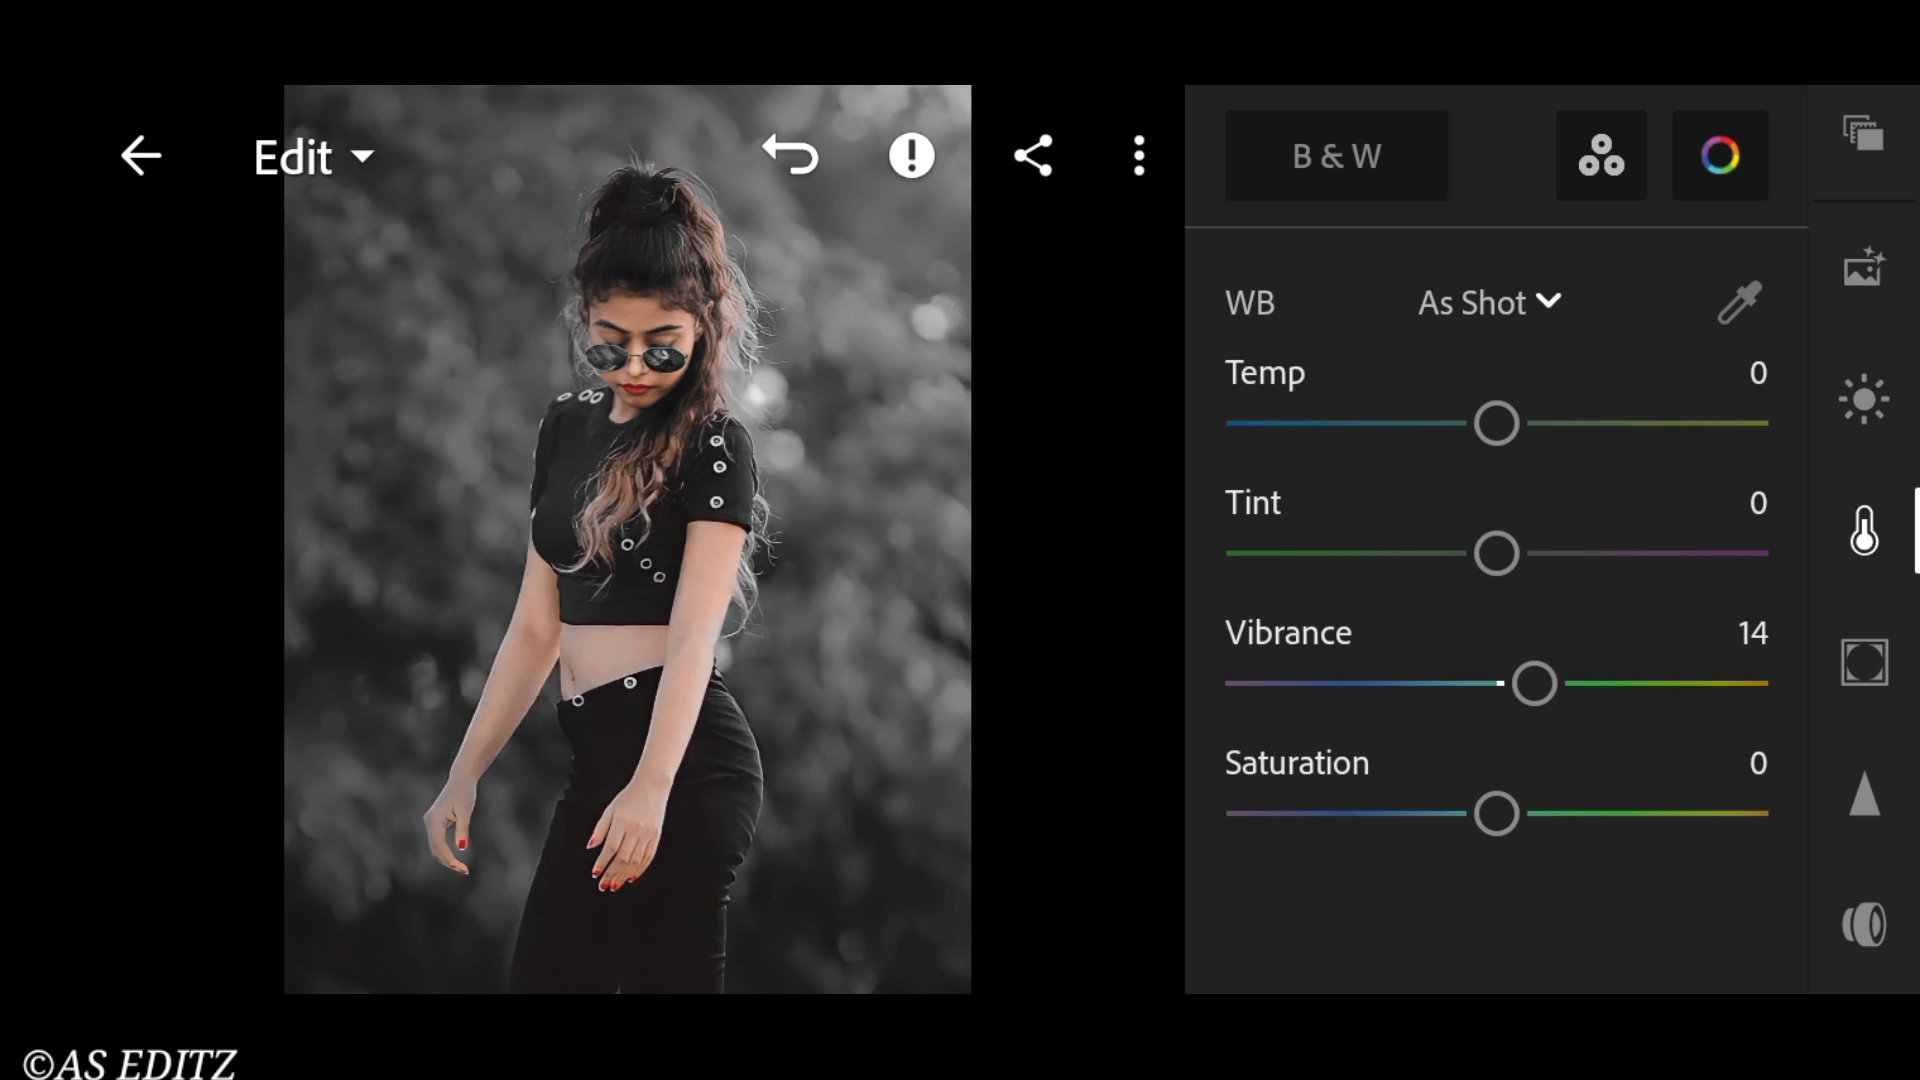 Edit
B & W
WB As Shot
Temp 0
Tint 0
Vibrance 14
Saturation 0
©AS EDITZ